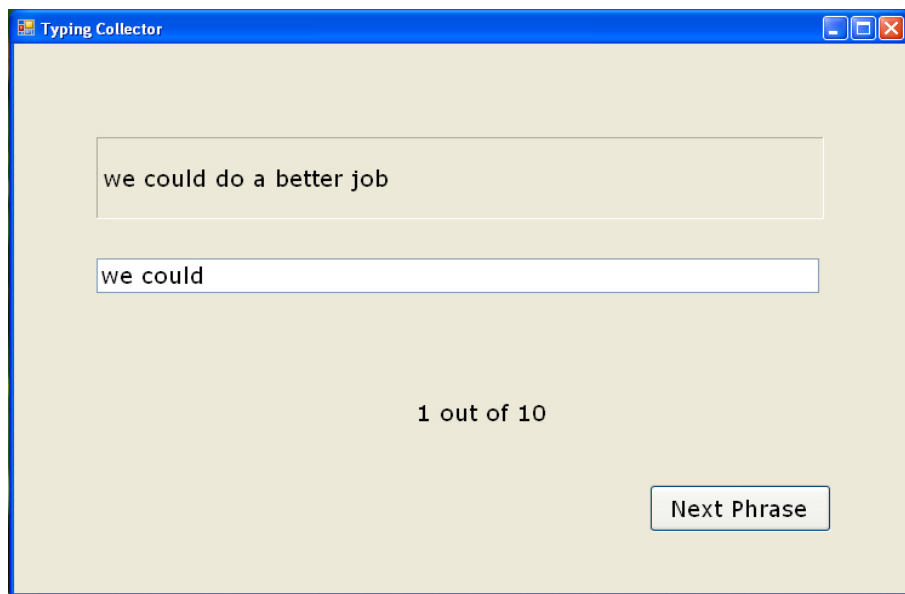 Typing Collector
we could do a better job
we could
1 out of 10
Next Phrase